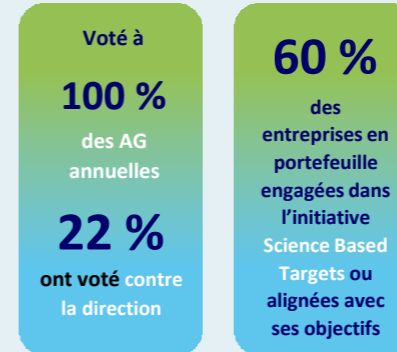 Voté à
100 %
des AG
annuelles
22 %
ont voté contre
la direction
60 %
des
entreprises en
portefeuille
engagées dans
l’initiative
Science Based
Targets ou
alignées avec
ses objectifs